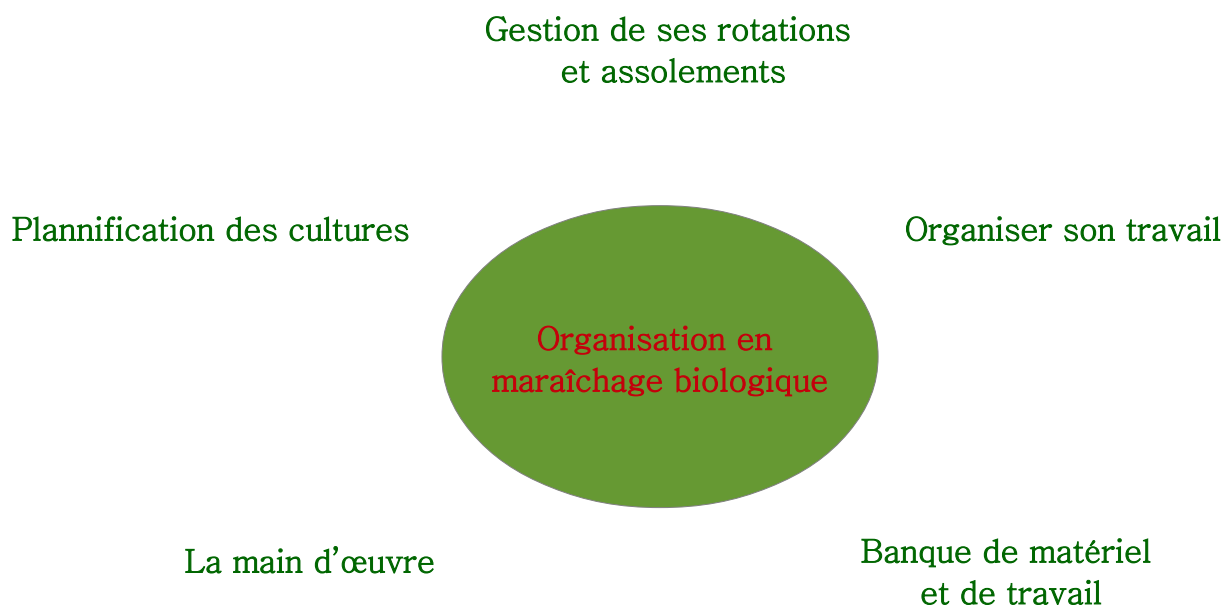 Gestion de ses rotations
et assolements
Plannification des cultures
Organiser son travail
Organisation en
maraîchage biologique
La main d’œuvre
Banque de matériel
et de travail